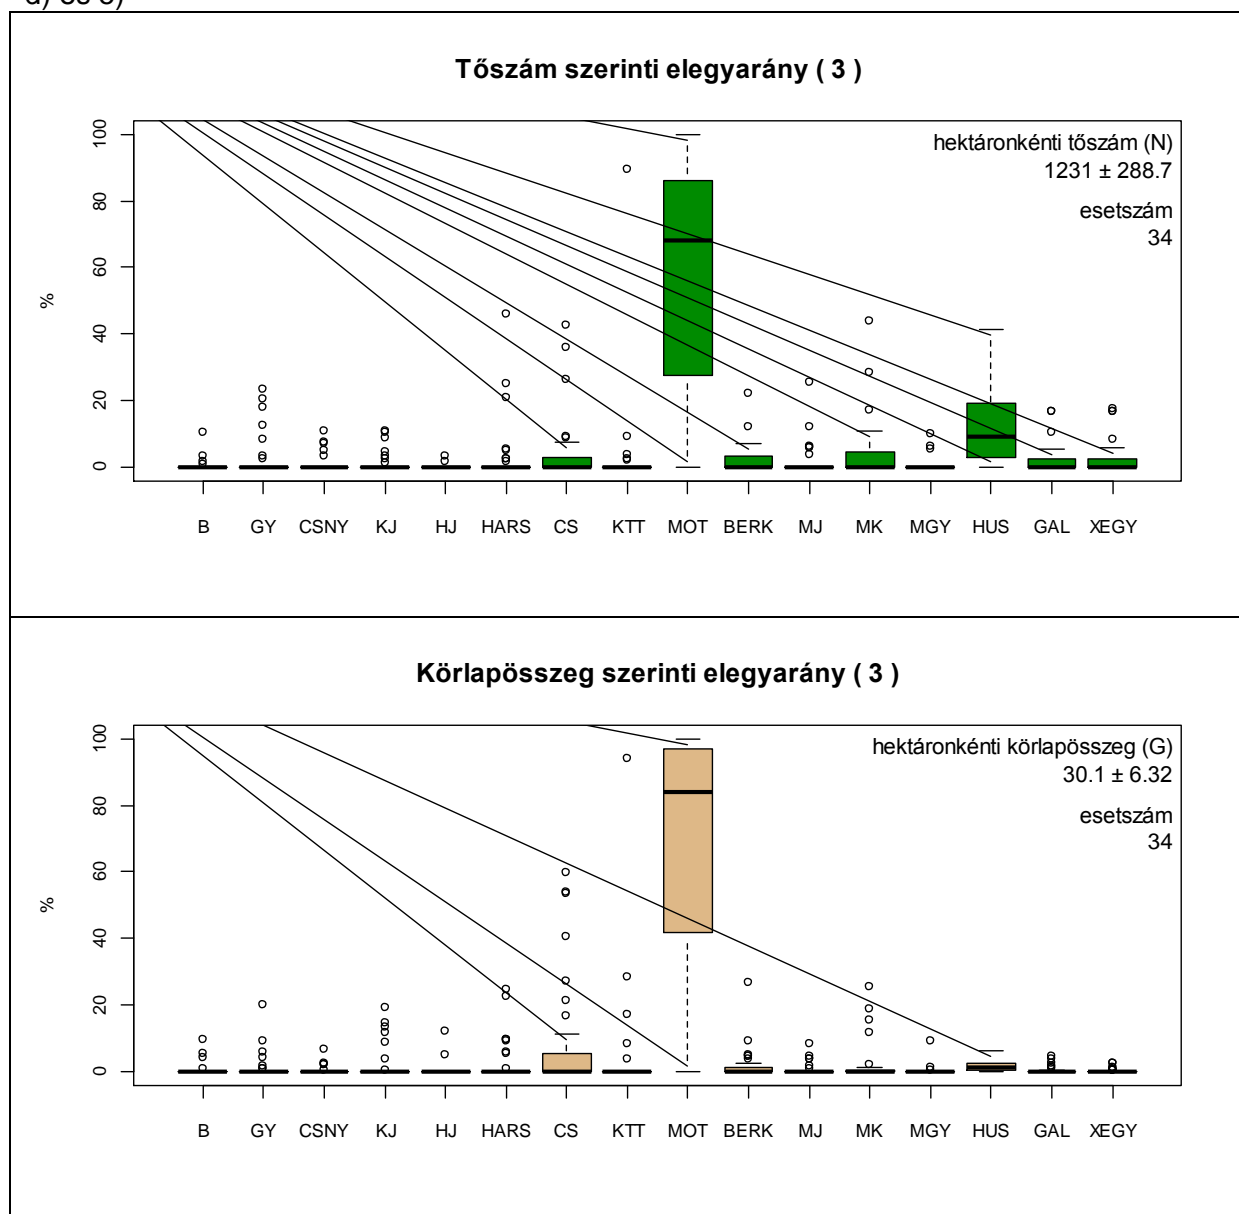 Tőszám szerinti elegyarány ( 3 )
hektáronkénti tőszám (N)
1231 ± 288.7
esetszám
34
%
100
80
60
40
20
0
B GY CSNY KJ HJ HARS CS KTT MOT BERK MJ MK MGY HUS GAL XEGY
Körlapösszeg szerinti elegyarány ( 3 )
hektáronkénti körlapösszeg (G)
30.1 ± 6.32
esetszám
34
%
100
80
60
40
20
0
B GY CSNY KJ HJ HARS CS KTT MOT BERK MJ MK MGY HUS GAL XEGY